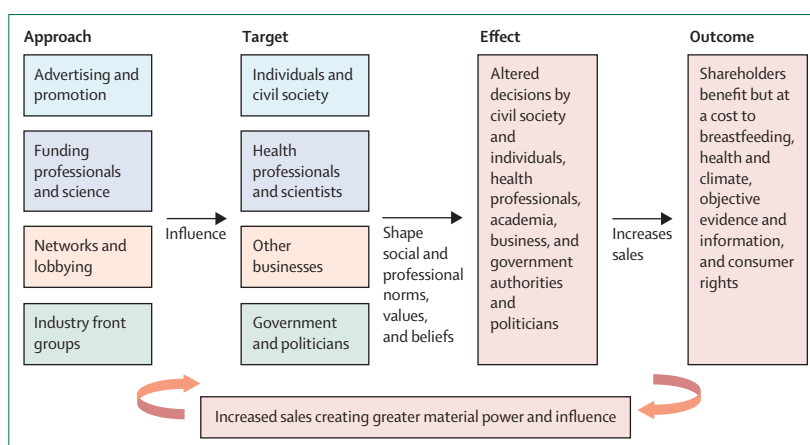 Approach
Target
Effect
Outcome
Advertising and
promotion
Funding
professionals
and science
Networks and
lobbying
Industry front
groups
Influence
Individuals and
civil society
Health
professionals
and scientists
Other
businesses
Government
and politicians
Shape
social and
professional
norms,
values,
and beliefs
Altered
decisions by
civil society
and
individuals,
health
professionals,
academia,
business, and
government
authorities
and
politicians
Increases
sales
Shareholders
benefit but at
a cost to
breastfeeding,
health and
climate,
objective
evidence and
information,
and consumer
rights
Increased sales creating greater material power and influence